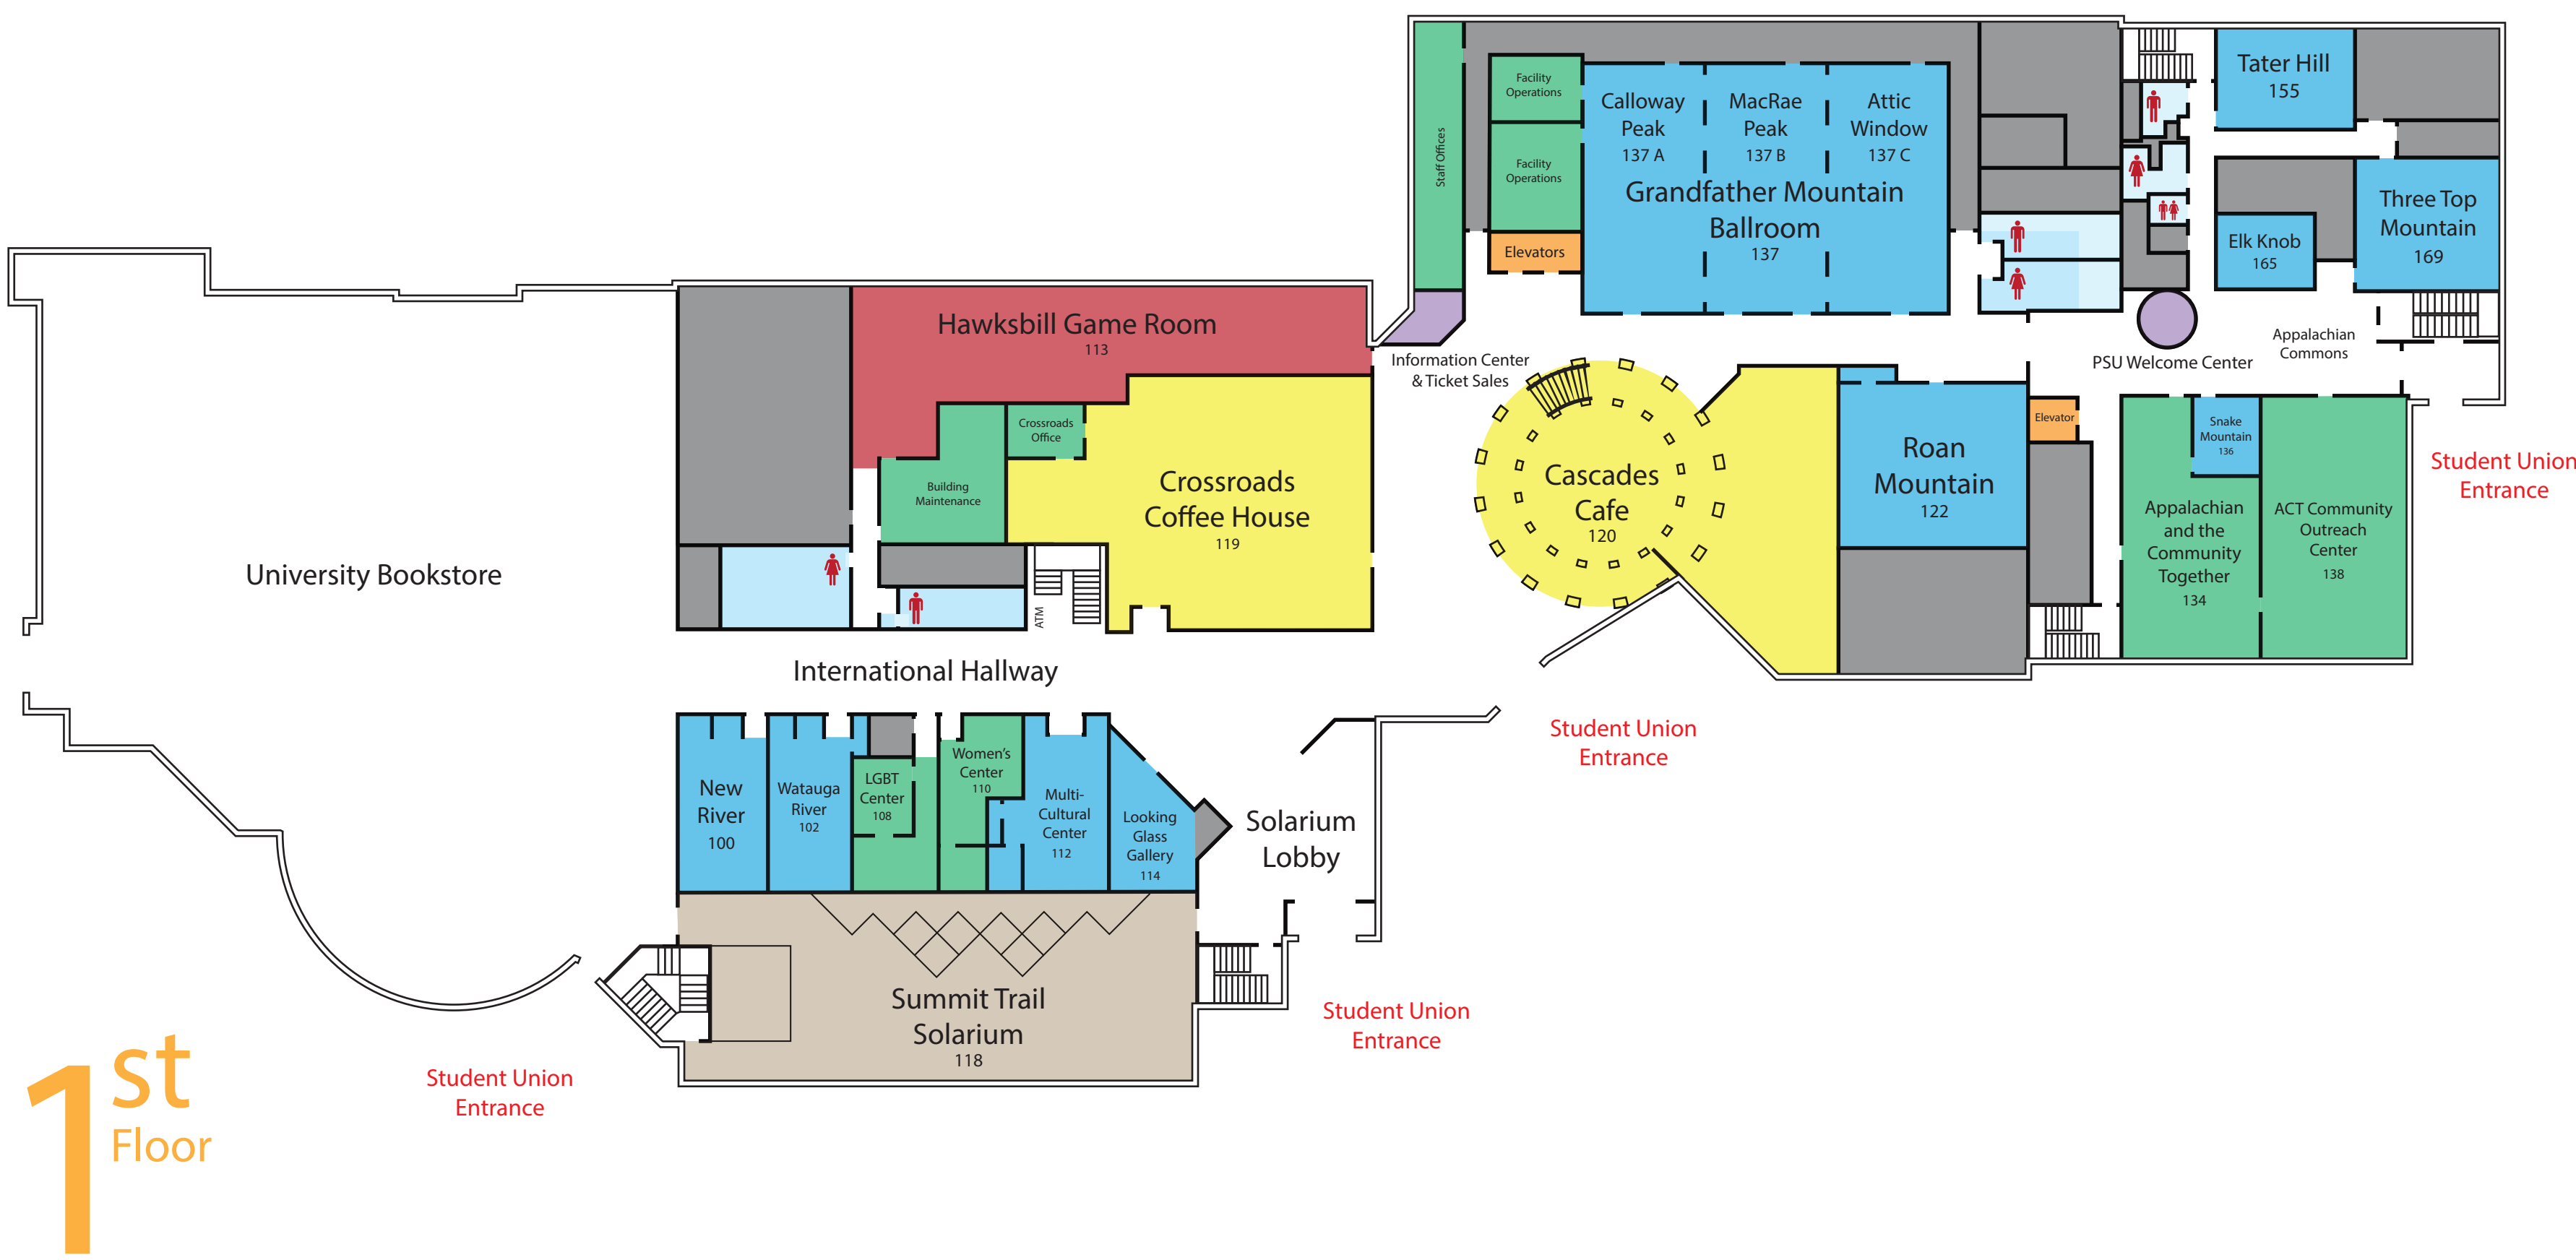 Staff Offices
Facility
Operations
Facility
Operations
Elevators
Calloway
Peak
137 A
MacRae
Peak
137 B
Attic
Window
137 C
Grandfather Mountain
Ballroom
137
Tater Hill
155
Three Top
Mountain
169
Elk Knob
165
Hawksbill Game Room
113
Information Center
& Ticket Sales
PSU Welcome Center
Appalachian
Commons
Crossroads
Office
Building
Maintenance
Crossroads
Coffee House
119
Cascades
Cafe
120
Roan
Mountain
122
Elevator
Snake
Mountain
136
Appalachian
and the
Community
Together
134
ACT Community
Outreach
Center
138
Student Union
Entrance
University Bookstore
ATM
International Hallway
Student Union
Entrance
New
River
100
Watauga
River
102
LGBT
Center
108
Women's
Center
110
Multi-
Cultural
Center
112
Looking
Glass
Gallery
114
Solarium
Lobby
Summit Trail
Solarium
118
Student Union
Entrance
Student Union
Entrance
1st
Floor